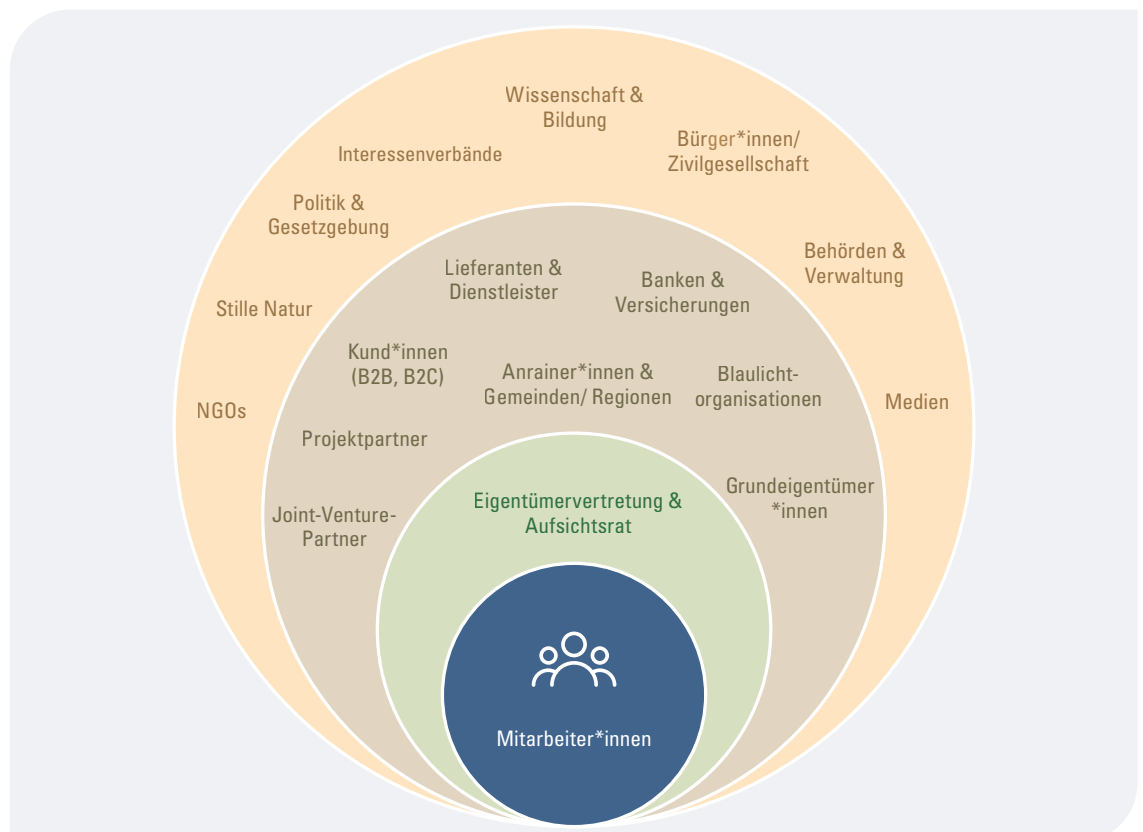 Wissenschaft &
Bildung
Bürger*innen/
Zivilgesellschaft
Interessenverbände
Politik &
Gesetzgebung
Behörden &
Verwaltung
Stille Natur
NGOs
Medien
Lieferanten &
Dienstleister
Banken &
Versicherungen
Kund*innen
(B2B, B2C)
Anrainer*innen &
Gemeinden/ Regionen
Blaulicht-
organisationen
Projektpartner
Joint-Venture-
Partner
Grundeigentümer
*innen
Eigentümervertretung &
Aufsichtsrat
Mitarbeiter*innen